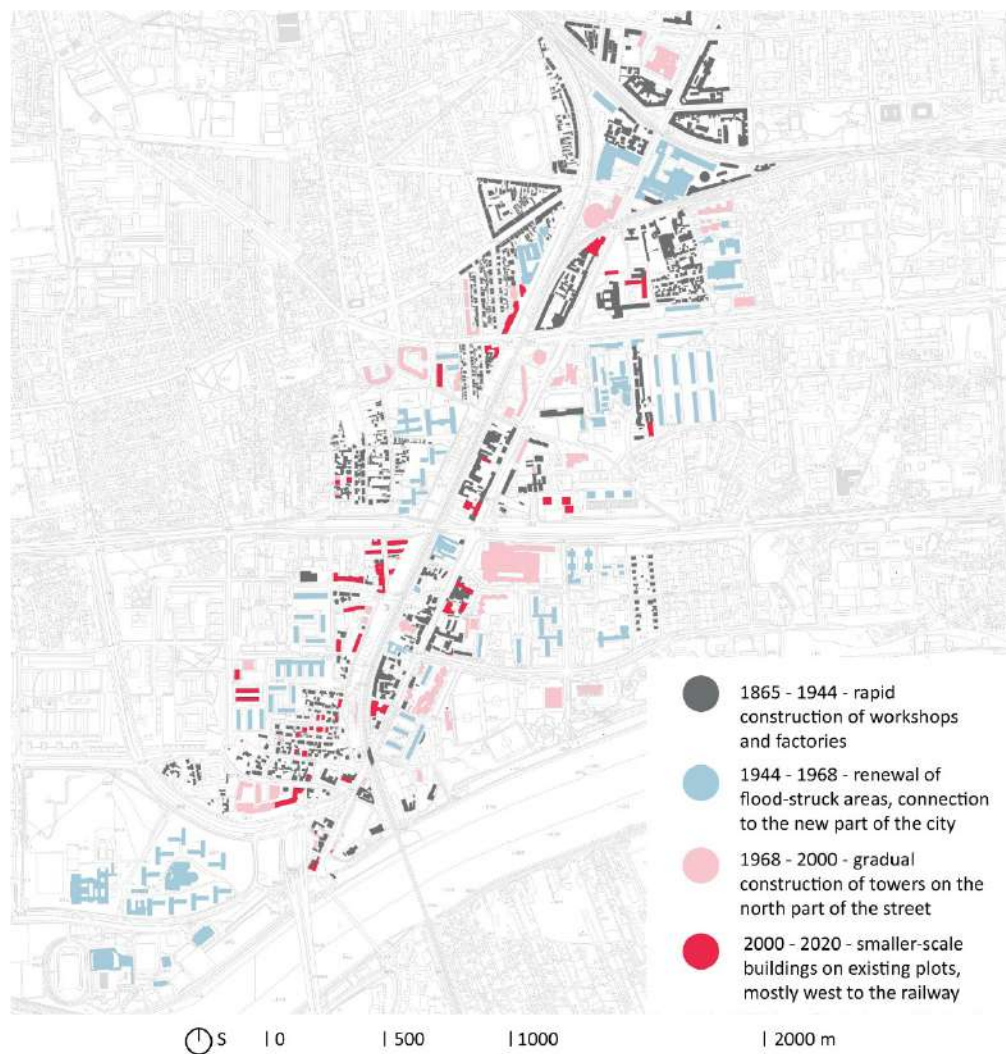 1865 - 1944 - rapid
construction of workshops
and factories
1944 - 1968 - renewal of
flood-struck areas, connection
to the new part of the city
1968 - 2000 - gradual
construction of towers on the
north part of the street
2000 - 2020 - smaller-scale
buildings on existing plots,
mostly west to the railway
S | 0 | 500 | 1000 | 2000 m